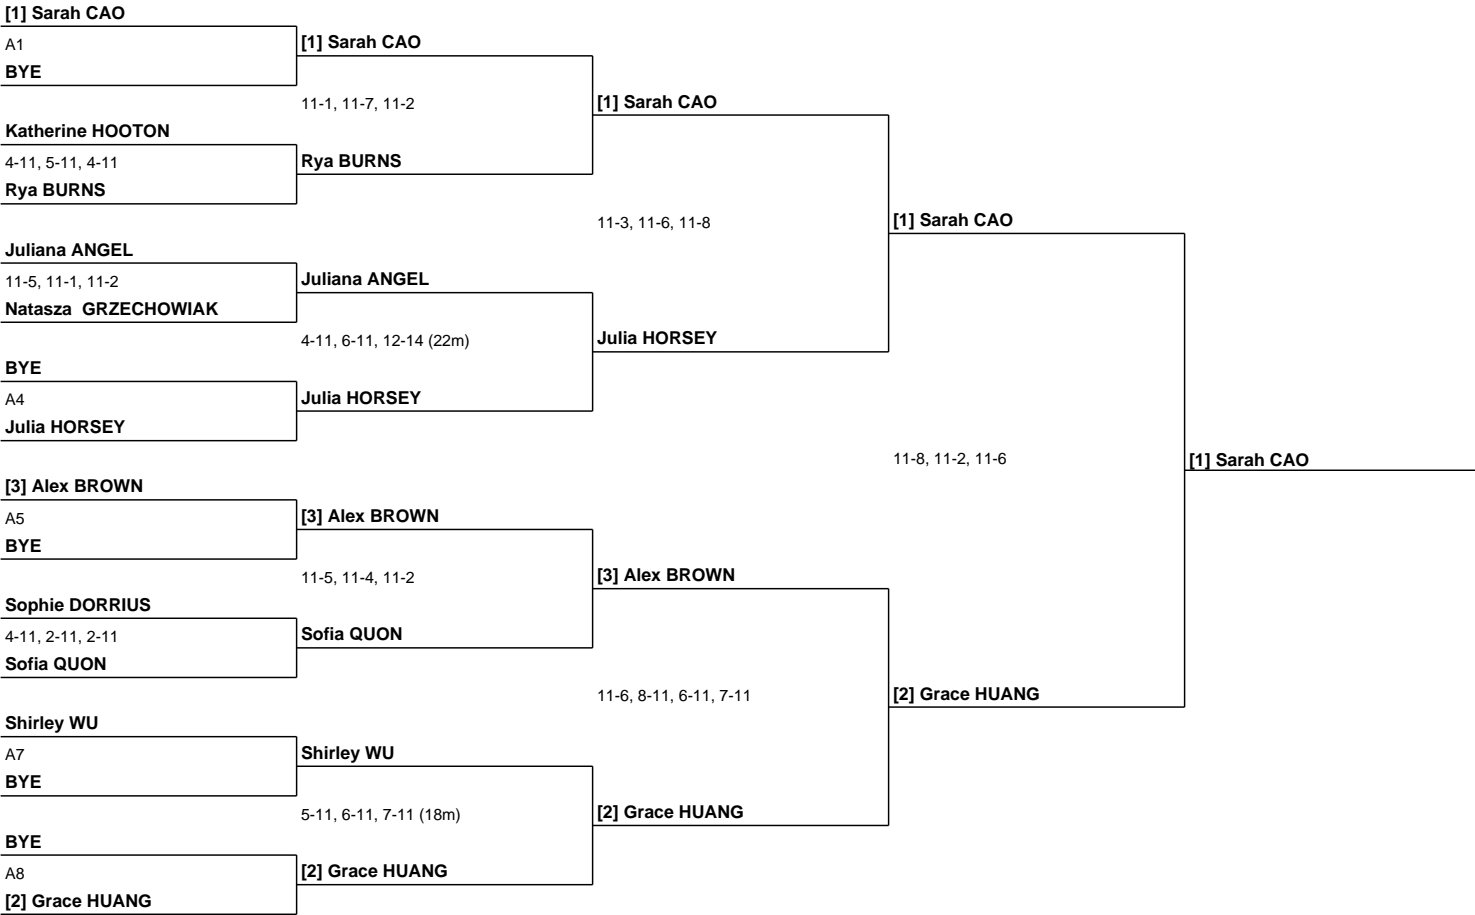 [1] Sarah CAO
A1
BYE
Katherine HOOTON
4-11, 5-11, 4-11
Rya BURNS
Juliana ANGEL
11-5, 11-1, 11-2
Natasza  GRZECHOWIAK
BYE
A4
Julia HORSEY
[3] Alex BROWN
A5
BYE
Sophie DORRIUS
4-11, 2-11, 2-11
Sofia QUON
Shirley WU
A7
BYE
BYE
A8
[2] Grace HUANG
[1] Sarah CAO
11-1, 11-7, 11-2
Rya BURNS
Juliana ANGEL
4-11, 6-11, 12-14 (22m)
Julia HORSEY
[3] Alex BROWN
11-5, 11-4, 11-2
Sofia QUON
Shirley WU
5-11, 6-11, 7-11 (18m)
[2] Grace HUANG
[1] Sarah CAO
11-3, 11-6, 11-8
Julia HORSEY
[3] Alex BROWN
11-6, 8-11, 6-11, 7-11
[2] Grace HUANG
[1] Sarah CAO
11-8, 11-2, 11-6
[2] Grace HUANG
[1] Sarah CAO